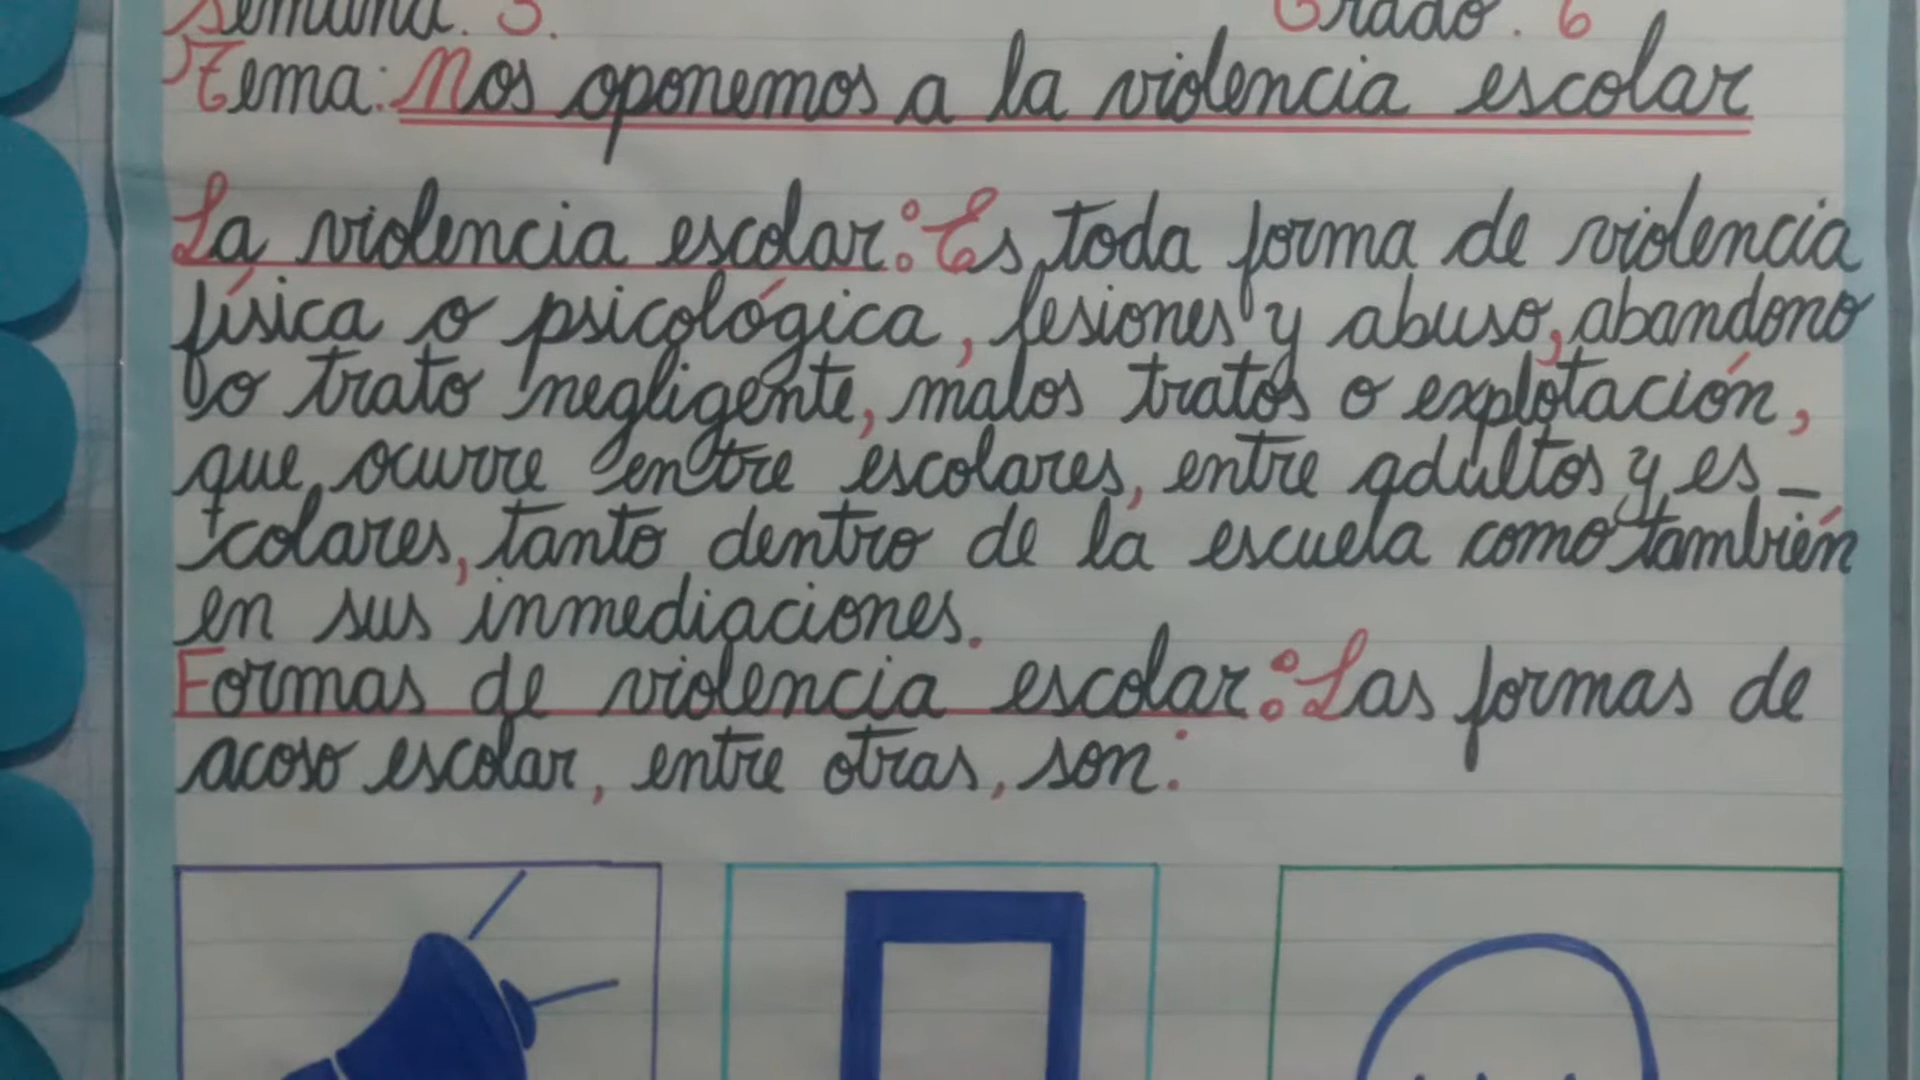 Semana. 3.
Grado. 6
Tema: Nos oponemos a la violencia escolar
La violencia escolar: Es toda forma de violencia
física o psicológica, lesiones y abuso, abandono
o trato negligente, malos tratos o explotación,
que ocurre entre escolares, entre adultos y es_
colares, tanto dentro de la escuela como también
en sus inmediaciones.
Formas de violencia escolar: Las formas de
acoso escolar, entre otras, son: